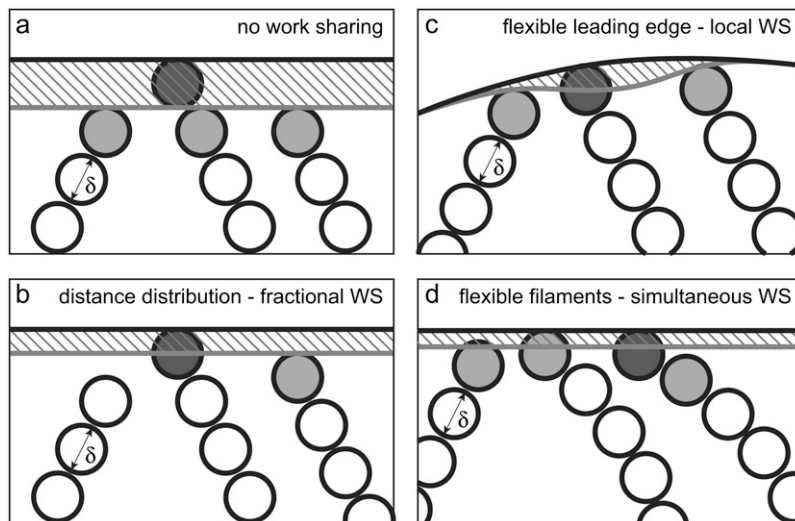 a
no work sharing
δ
c
flexible leading edge - local WS
δ
b
distance distribution - fractional WS
δ
d
flexible filaments - simultaneous WS
δ